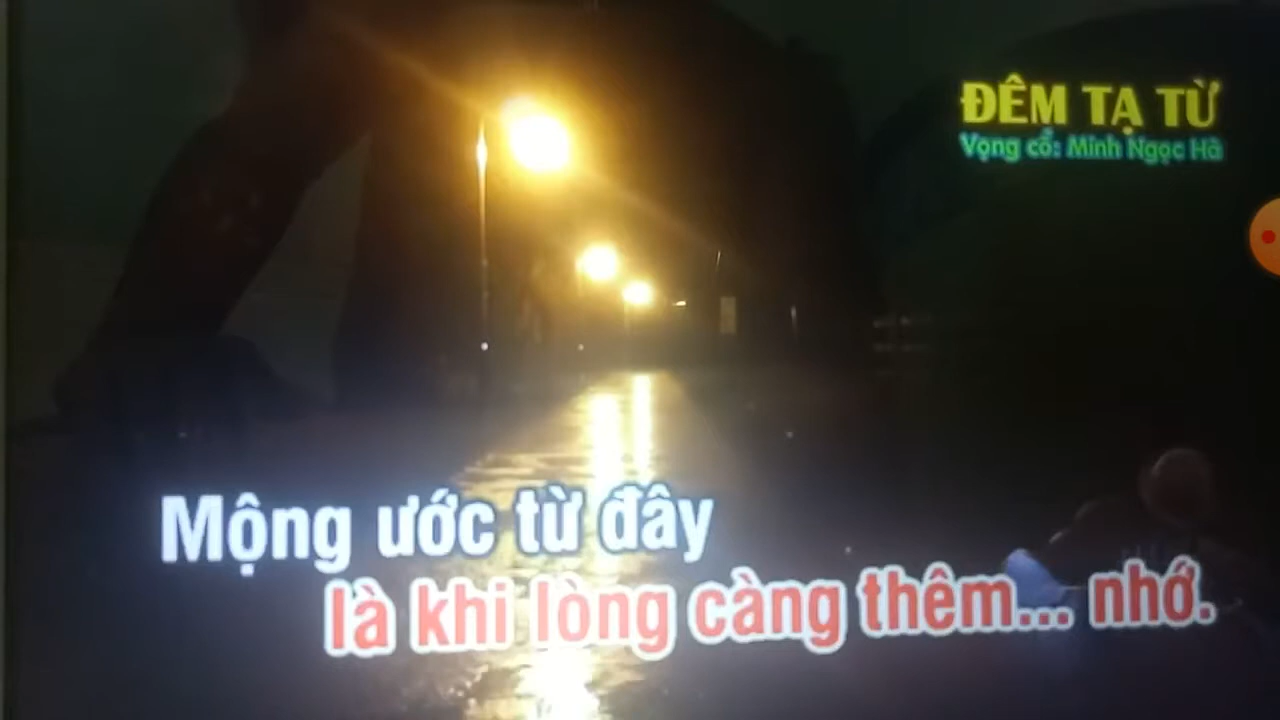 ĐÊM TẠ TỪ
Vọng cổ: Minh Ngọc Hà
Mộng ước từ đây
là khi lòng càng thêm... nhớ.